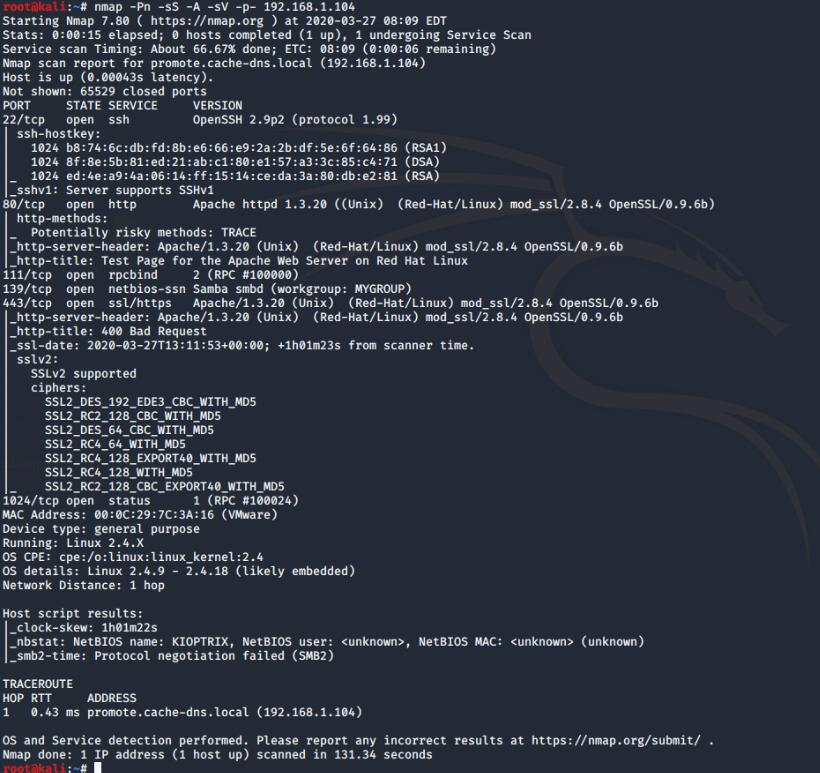 root@kali:~# nmap -Pn -sS -A -sV -p- 192.168.1.104
Starting Nmap 7.80 ( https://nmap.org ) at 2020-03-27 08:09 EDT
Stats: 0:00:15 elapsed; 0 hosts completed (1 up), 1 undergoing Service Scan
Service scan Timing: About 66.67% done; ETC: 08:09 (0:00:06 remaining)
Nmap scan report for promote.cache-dns.local (192.168.1.104)
Host is up (0.00043s latency).
Not shown: 65529 closed ports
PORT     STATE SERVICE     VERSION
22/tcp   open  ssh         OpenSSH 2.9p2 (protocol 1.99)
| ssh-hostkey:
|   1024 b8:74:6c:db:fd:8b:e6:66:e9:2a:2b:df:5e:6f:64:86 (RSA1)
|   1024 8f:8e:5b:81:ed:21:ab:c1:80:e1:57:a3:3c:85:c4:71 (DSA)
|_  1024 ed:4e:a9:4a:06:14:ff:15:14:ce:da:3a:80:db:e2:81 (RSA)
|_sshv1: Server supports SSHv1
80/tcp   open  http        Apache httpd 1.3.20 ((Unix)  (Red-Hat/Linux) mod_ssl/2.8.4 OpenSSL/0.9.6b)
| http-methods:
|_  Potentially risky methods: TRACE
|_http-server-header: Apache/1.3.20 (Unix)  (Red-Hat/Linux) mod_ssl/2.8.4 OpenSSL/0.9.6b
|_http-title: Test Page for the Apache Web Server on Red Hat Linux
111/tcp  open  rpcbind     2 (RPC #100000)
139/tcp  open  netbios-ssn Samba smbd (workgroup: MYGROUP)
443/tcp  open  ssl/https   Apache/1.3.20 (Unix)  (Red-Hat/Linux) mod_ssl/2.8.4 OpenSSL/0.9.6b
|_http-server-header: Apache/1.3.20 (Unix)  (Red-Hat/Linux) mod_ssl/2.8.4 OpenSSL/0.9.6b
|_http-title: 400 Bad Request
|_ssl-date: 2020-03-27T13:11:53+00:00; +1h01m23s from scanner time.
| sslv2:
|   SSLv2 supported
|   ciphers:
|     SSL2_DES_192_EDE3_CBC_WITH_MD5
|     SSL2_RC2_128_CBC_WITH_MD5
|     SSL2_DES_64_CBC_WITH_MD5
|     SSL2_RC4_64_WITH_MD5
|     SSL2_RC4_128_EXPORT40_WITH_MD5
|     SSL2_RC4_128_WITH_MD5
|_    SSL2_RC2_128_CBC_EXPORT40_WITH_MD5
1024/tcp open  status      1 (RPC #100024)
MAC Address: 00:0C:29:7C:3A:16 (VMware)
Device type: general purpose
Running: Linux 2.4.X
OS CPE: cpe:/o:linux:linux_kernel:2.4
OS details: Linux 2.4.9 - 2.4.18 (likely embedded)
Network Distance: 1 hop

Host script results:
|_clock-skew: 1h01m22s
|_nbstat: NetBIOS name: KIOPTRIX, NetBIOS user: <unknown>, NetBIOS MAC: <unknown> (unknown)
|_smb2-time: Protocol negotiation failed (SMB2)

TRACEROUTE
HOP RTT     ADDRESS
1   0.43 ms promote.cache-dns.local (192.168.1.104)

OS and Service detection performed. Please report any incorrect results at https://nmap.org/submit/ .
Nmap done: 1 IP address (1 host up) scanned in 131.34 seconds
root@kali:~#